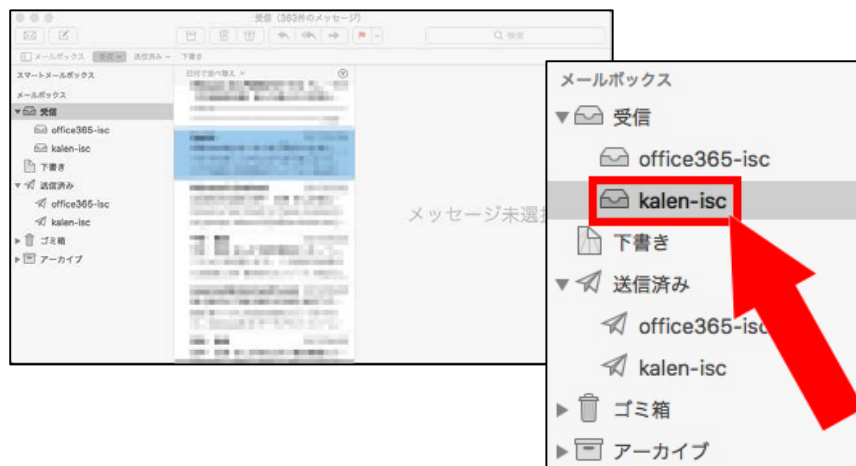 受信 (363件のメッセージ)
検索
メールボックス 受信 送信済み 下書き
スマートメールボックス
日付で並べ替え
メールボックス
受信
office365-isc
kalen-isc
下書き
送信済み
office365-isc
kalen-isc
ゴミ箱
アーカイブ
メッセージ未選
メールボックス
受信
office365-isc
kalen-isc
下書き
送信済み
office365-isc
kalen-isc
ゴミ箱
アーカイブ